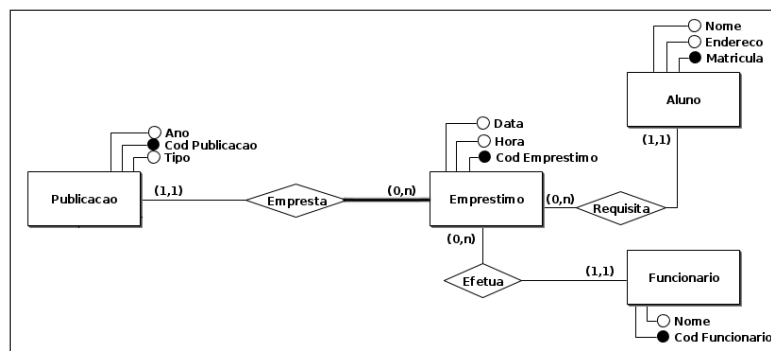 Nome
Endereco
Matricula
Aluno
(1,1)
Data
Hora
Cod Emprestimo
Ano
Cod Publicacao
Tipo
Publicacao
(1,1)
Empresta
(0,n)
Emprestimo
(0,n)
Requisita
(0,n)
Efetua
(1,1)
Funcionario
Nome
Cod Funcionario